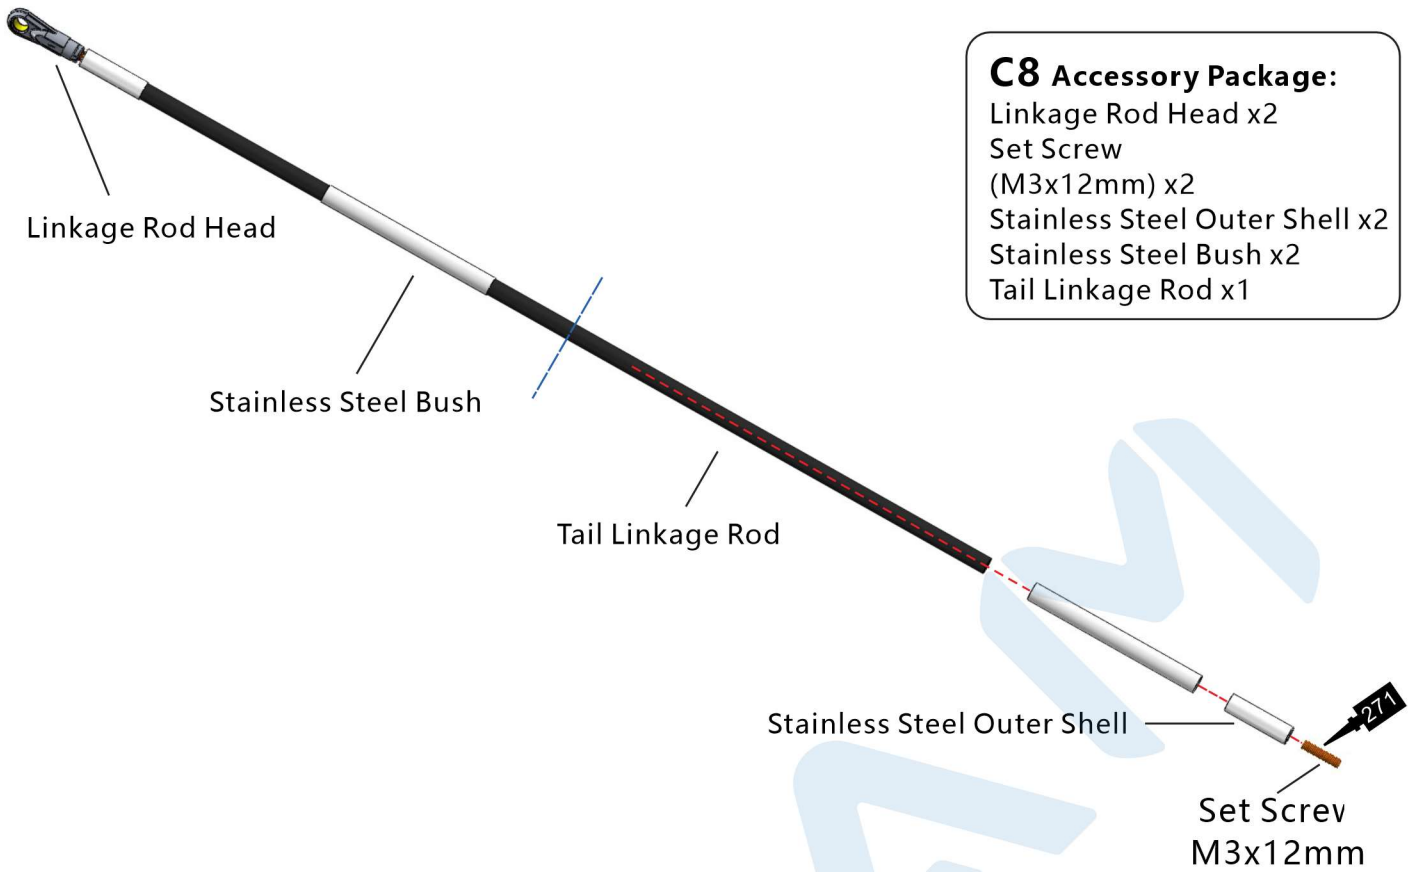 C8 Accessory Package:
Linkage Rod Head x2
Set Screw
(M3x12mm) x2
Stainless Steel Outer Shell x2
Stainless Steel Bush x2
Tail Linkage Rod x1
Linkage Rod Head
Stainless Steel Bush
Tail Linkage Rod
271
Stainless Steel Outer Shell
Set Screw
M3x12mm